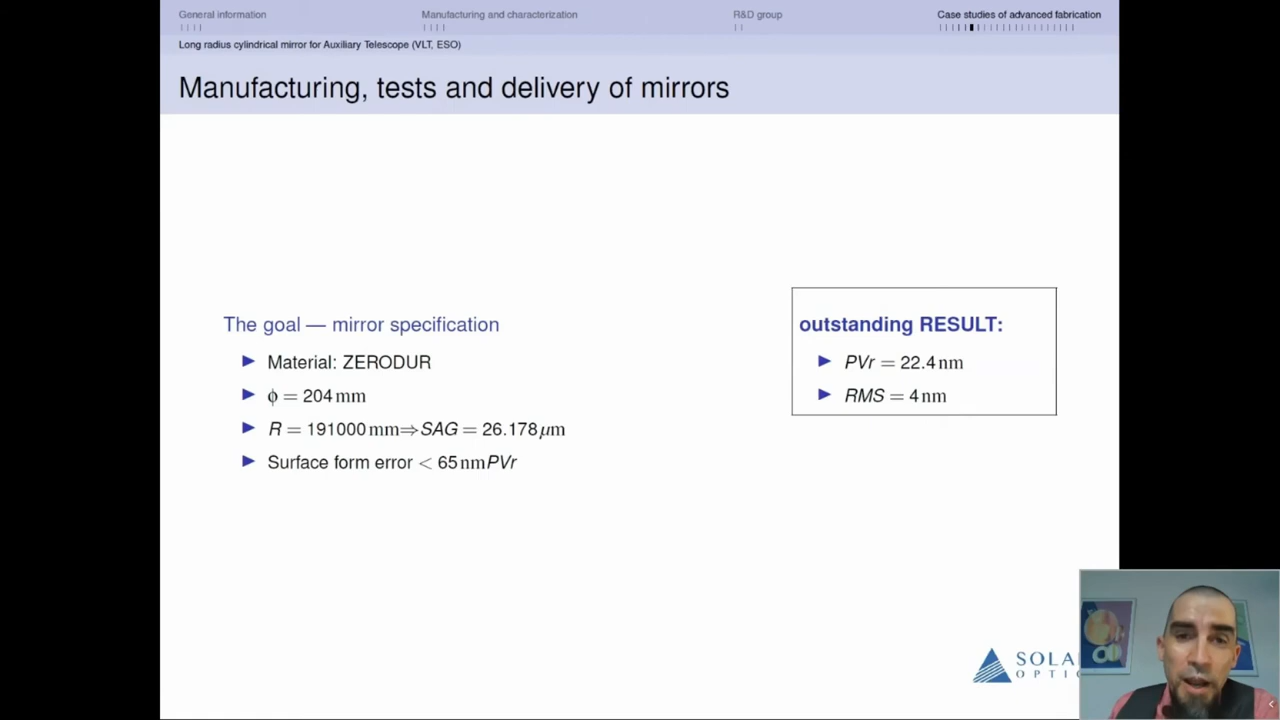 General information
Manufacturing and characterization
R&D group
Case studies of advanced fabrication
Long radius cylindrical mirror for Auxiliary Telescope (VLT, ESO)
Manufacturing, tests and delivery of mirrors
The goal — mirror specification
▶ Material: ZERODUR
▶ ϕ = 204 mm
▶ R = 191000 mm⇒SAG = 26.178 μm
▶ Surface form error < 65 nm PVr
outstanding RESULT:
▶ PVr = 22.4 nm
▶ RMS = 4 nm